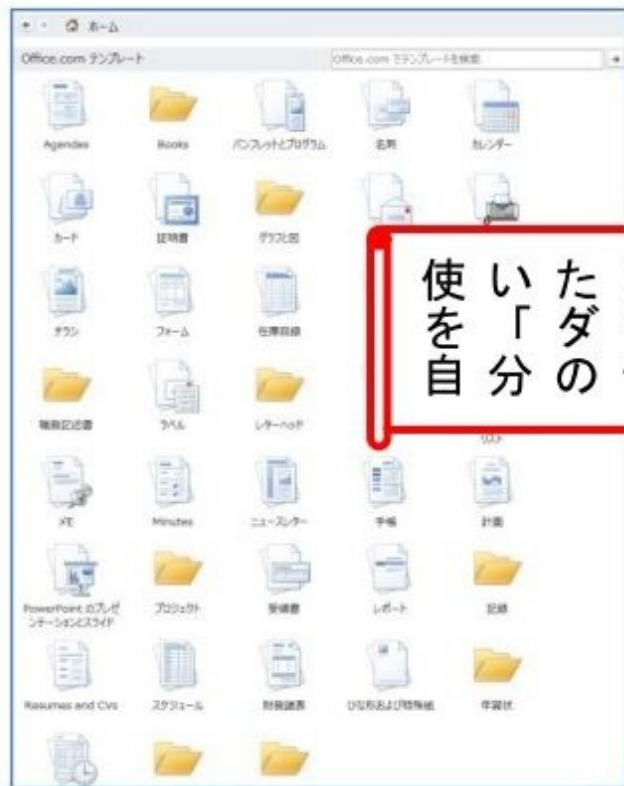 ホーム
Office.com テンプレート
Office.com でテンプレートを検索
Agendas
Books
パンフレットとプログラム
名刺
カレンダー
カード
証明書
グラフと図
チラシ
フォーム
在庫目録
職務記述書
ラベル
レターヘッド
リスト
使いた
を「ダ
自分の
メモ
Minutes
ニュースレター
手帳
計画
PowerPoint のプレゼ
ンテーションとスライド
プロジェクト
受領書
レポート
記録
Resumes and CVs
スケジュール
財務諸表
ひな形および特殊紙
年賀状